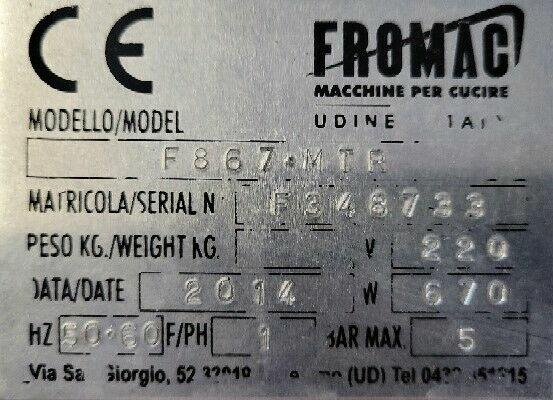 CE FROMAC
MACCHINE PER CUCIRE
MODELLO/MODEL UDINE
F867·MTR
MATRICOLA/SERIAL N F348733
PESO KG./WEIGHT KG. V 220
DATA/DATE 2014 W 670
HZ 50·60 F/PH 1 BAR MAX. 5
Via Giorgio, 52 (UD) Tel